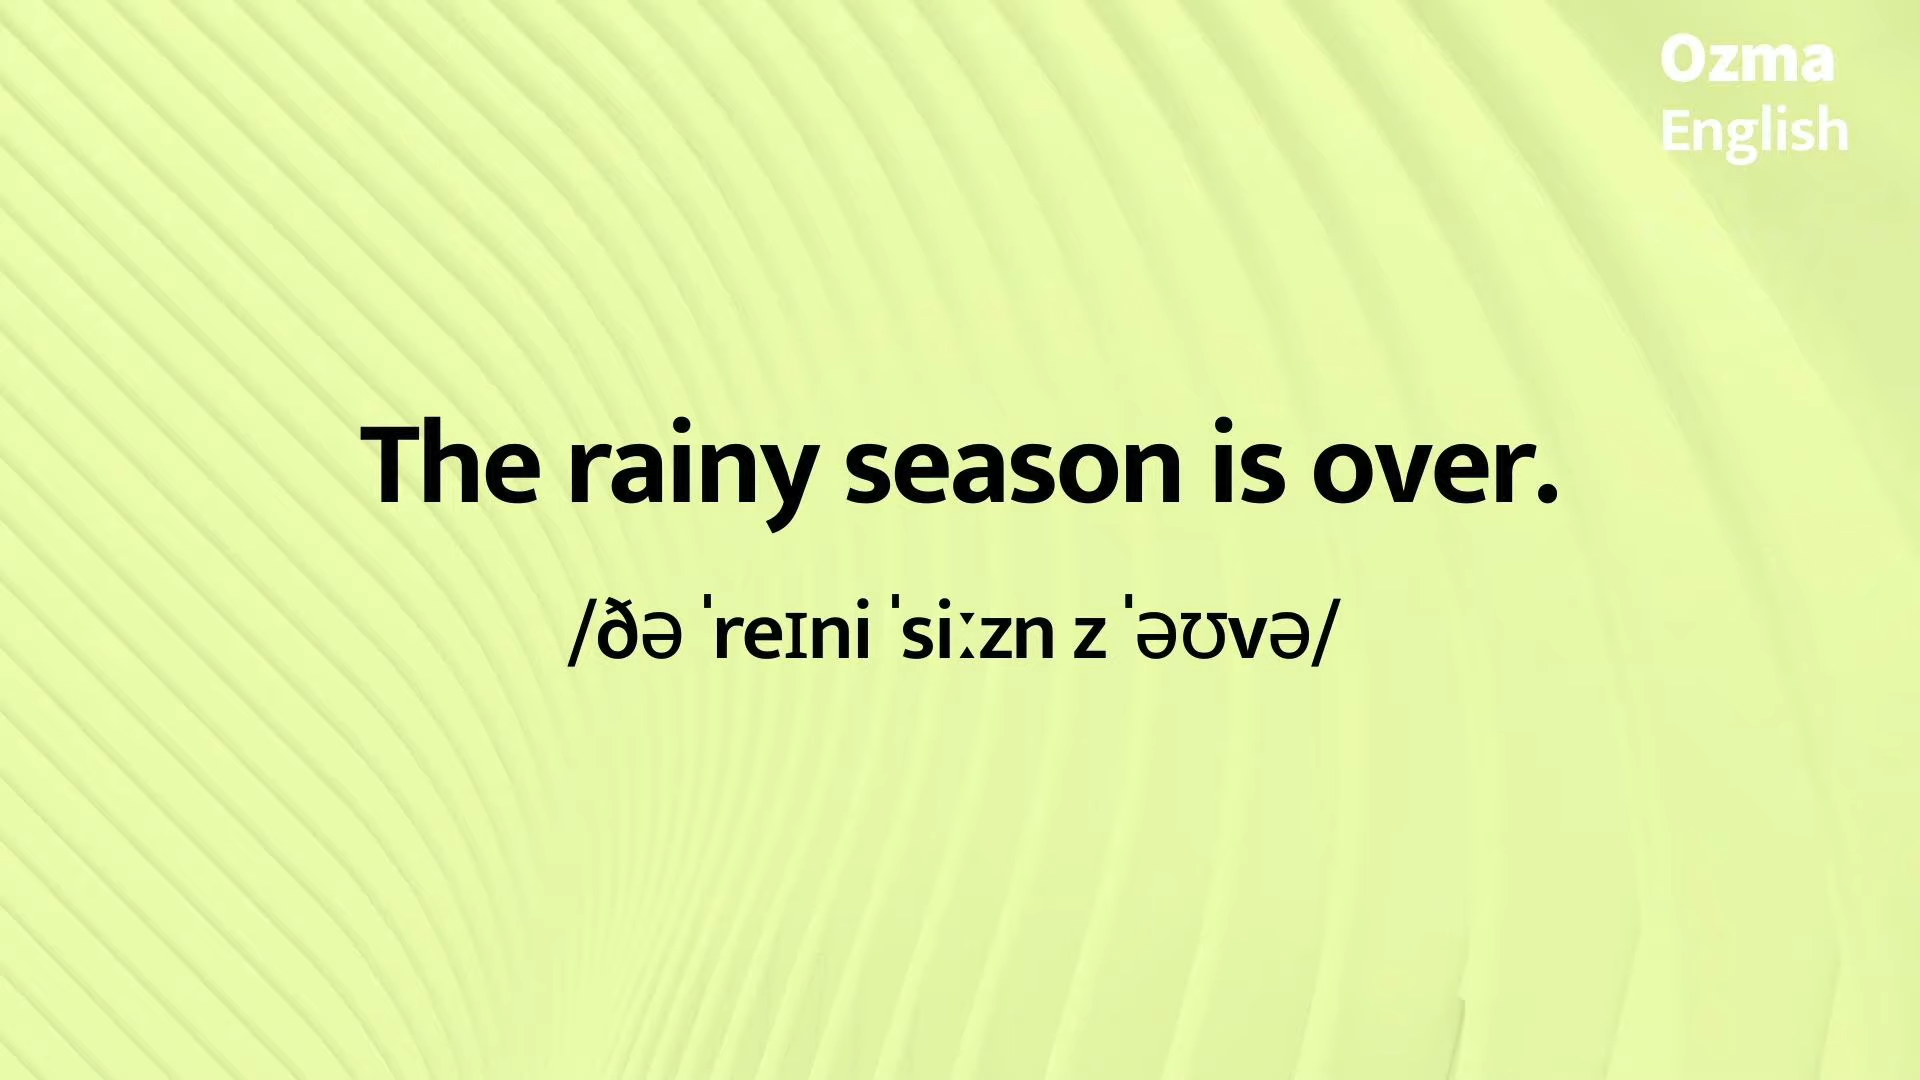 Ozma
English
The rainy season is over.
/ðə ˈreɪni ˈsiːzn z ˈəʊvə/